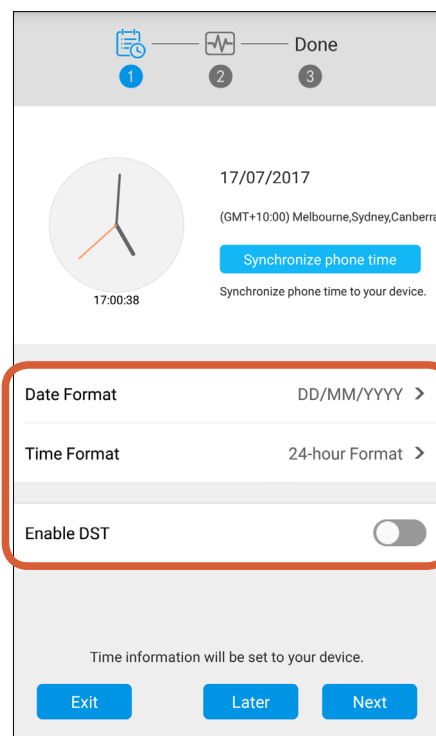 Done
1 2 3
17/07/2017
(GMT+10:00) Melbourne,Sydney,Canberra
Synchronize phone time
17:00:38
Synchronize phone time to your device.
Date Format DD/MM/YYYY >
Time Format 24-hour Format >
Enable DST
Time information will be set to your device.
Exit Later Next